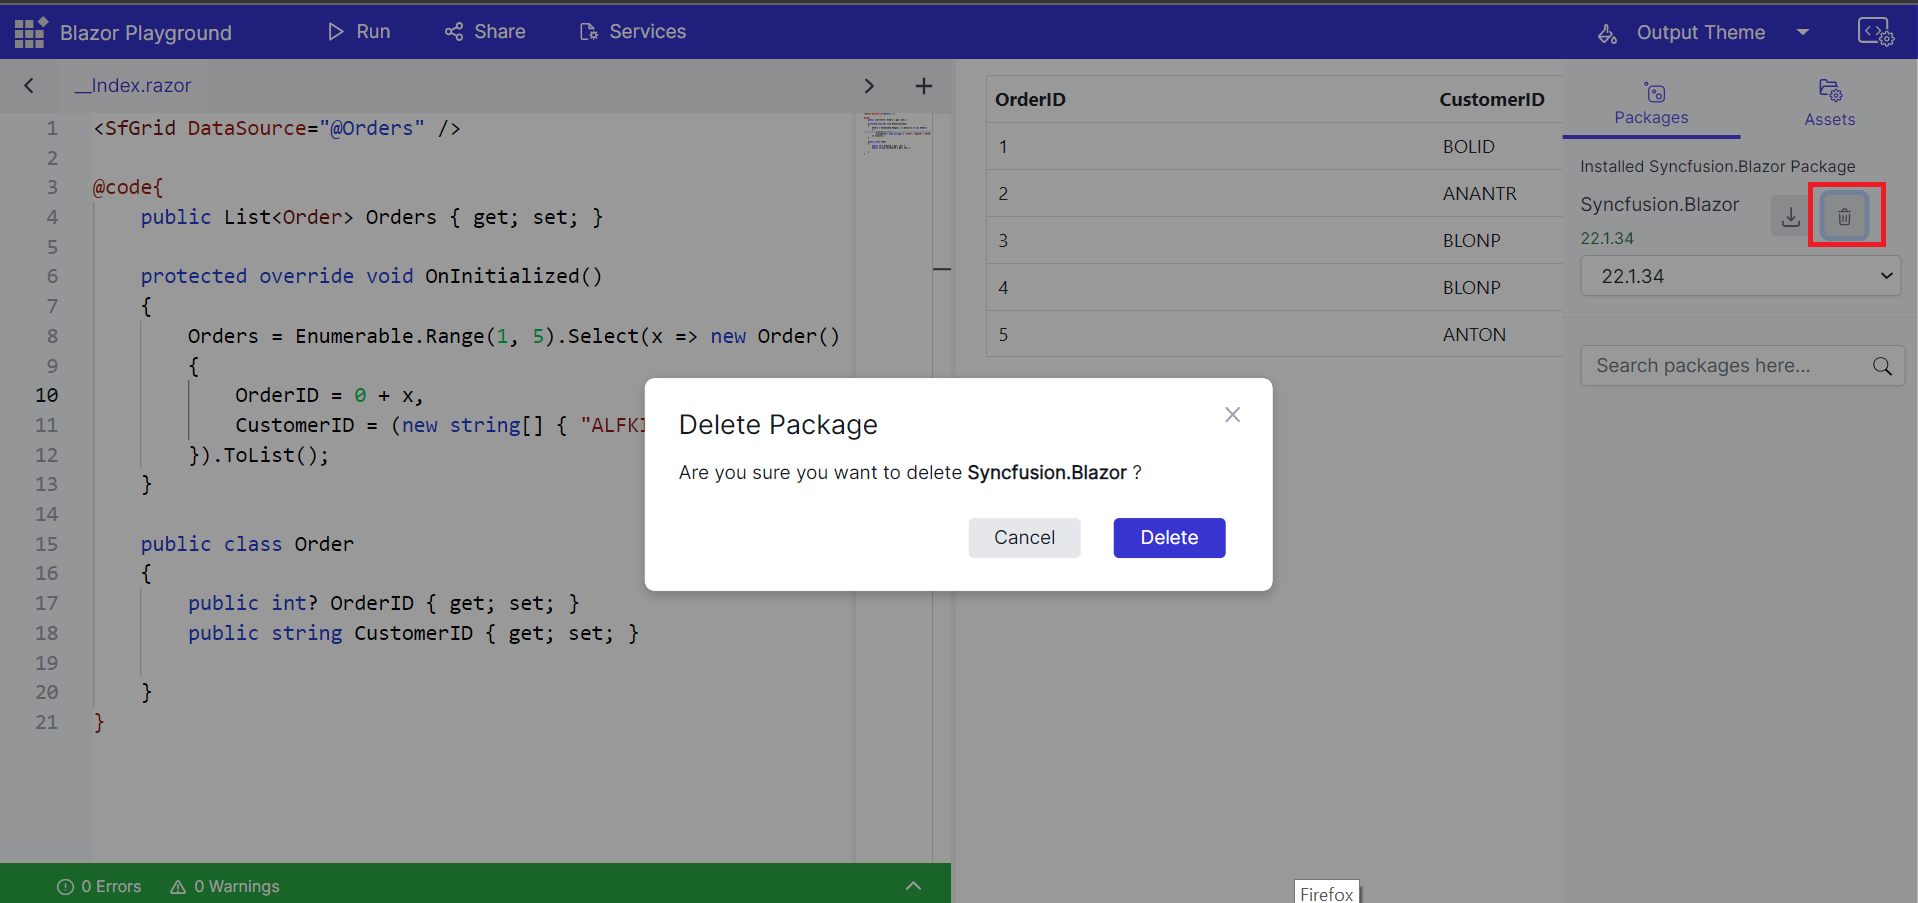 Blazor Playground
Run
Share
Services
Output Theme
__Index.razor
1 <SfGrid DataSource="@Orders" />
2
3 @code{
4 public List<Order> Orders { get; set; }
5
6 protected override void OnInitialized()
7 {
8 Orders = Enumerable.Range(1, 5).Select(x => new Order()
9 {
10 OrderID = 0 + x,
11 CustomerID = (new string[] { "ALFKI
12 }).ToList();
13 }
14
15 public class Order
16 {
17 public int? OrderID { get; set; }
18 public string CustomerID { get; set; }
19
20 }
21 }
0 Errors
0 Warnings
OrderID CustomerID
1 BOLID
2 ANANTR
3 BLONP
4 BLONP
5 ANTON
Packages
Assets
Installed Syncfusion.Blazor Package
Syncfusion.Blazor
22.1.34
22.1.34
Search packages here...
Delete Package
Are you sure you want to delete Syncfusion.Blazor ?
Cancel
Delete
Firefox